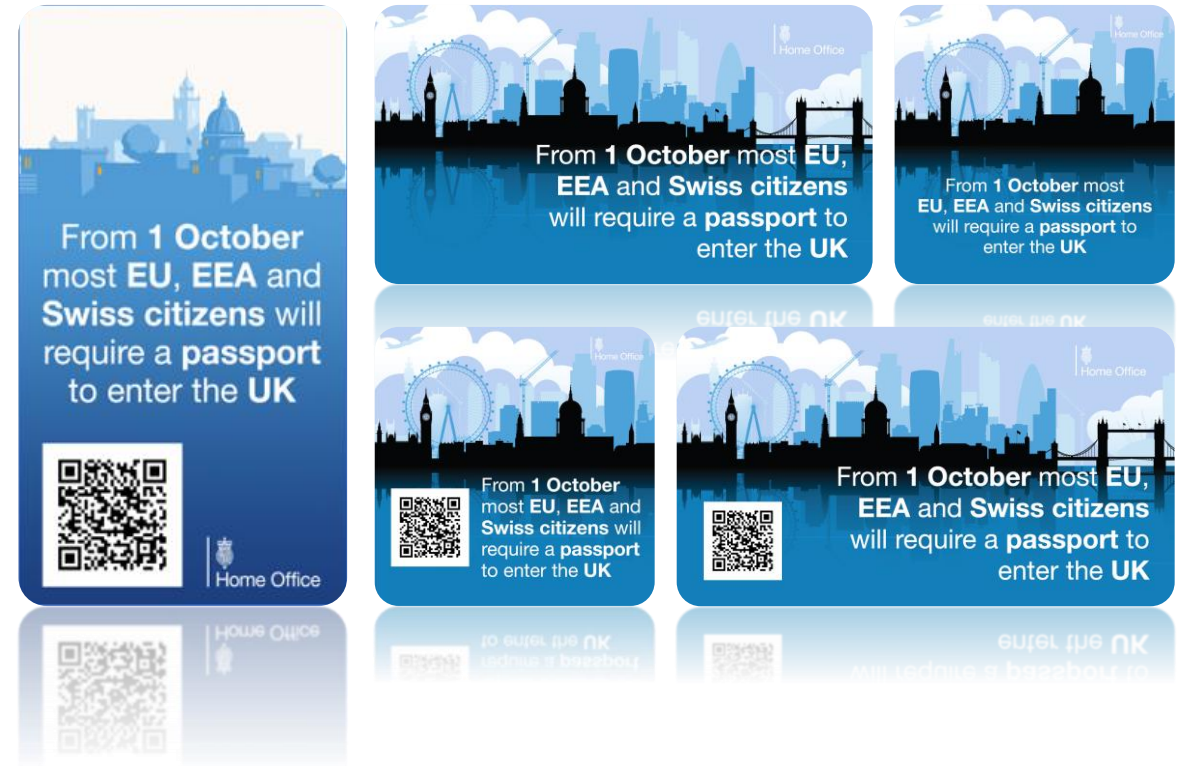 From 1 October
most EU, EEA and
Swiss citizens will
require a passport
to enter the UK
Home Office
Home Office
From 1 October most EU,
EEA and Swiss citizens
will require a passport to
enter the UK
Home Office
From 1 October most
EU, EEA and Swiss citizens
will require a passport to
enter the UK
Home Office
From 1 October
most EU, EEA and
Swiss citizens will
require a passport
to enter the UK
Home Office
From 1 October most EU,
EEA and Swiss citizens
will require a passport to
enter the UK